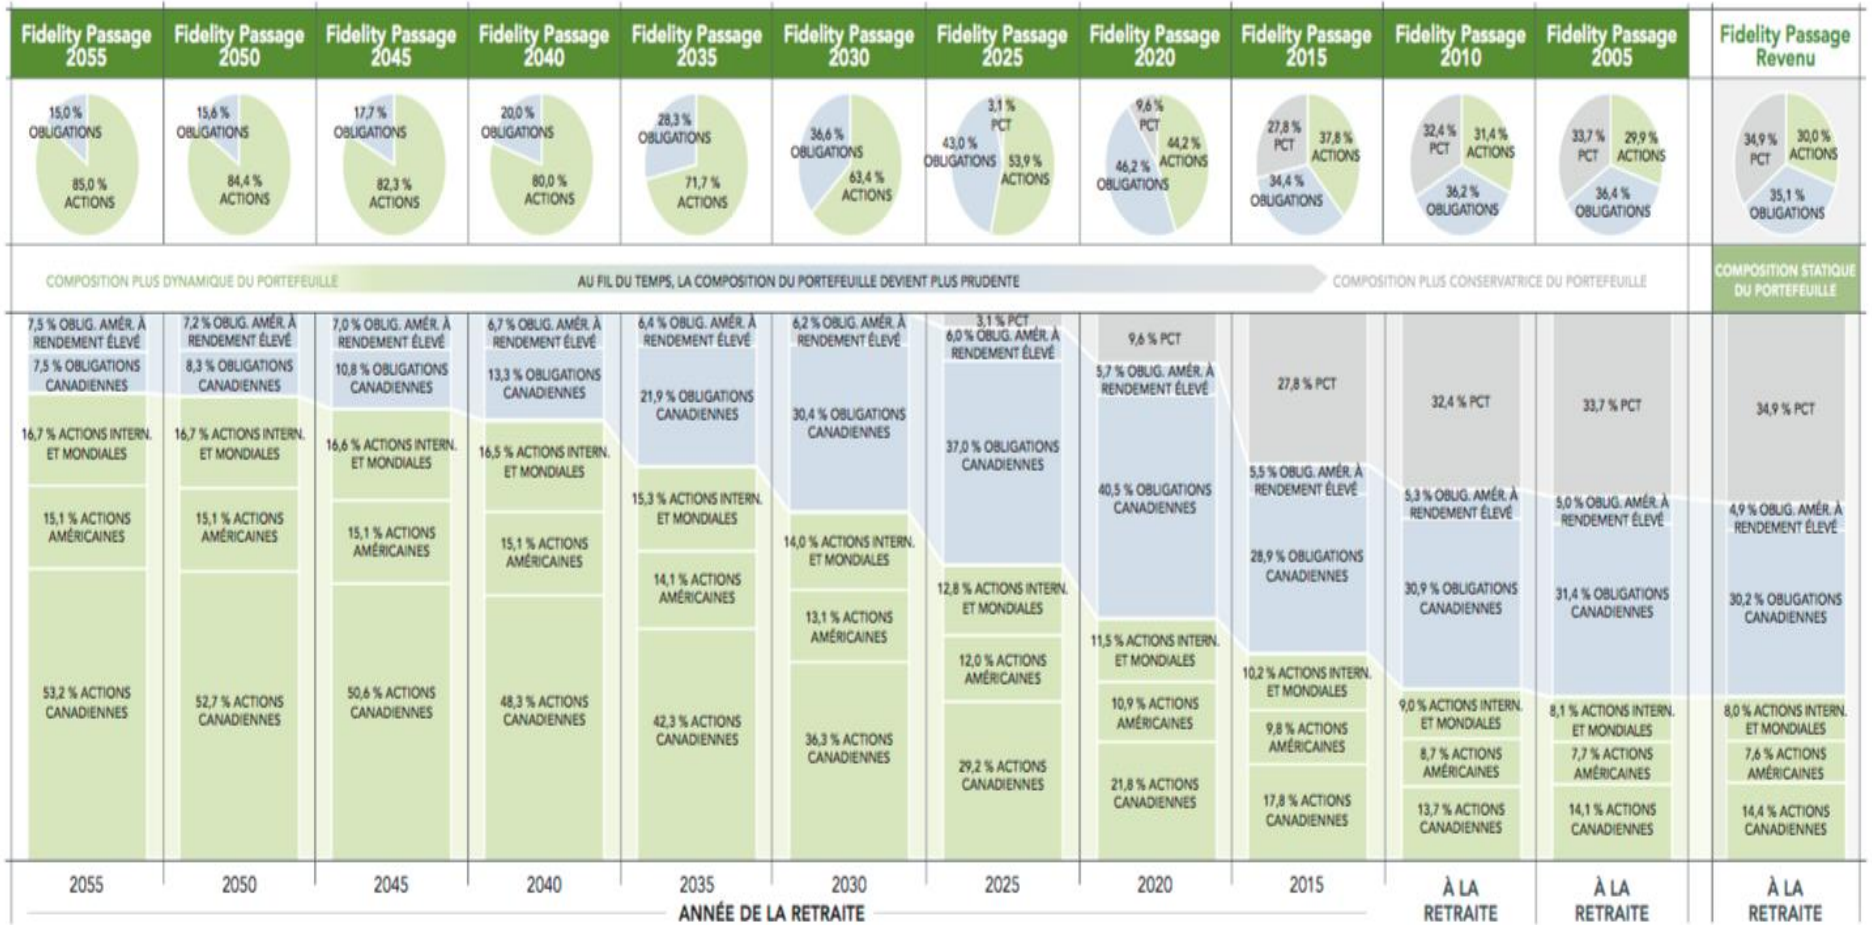 Fidelity Passage
2055
Fidelity Passage
2050
Fidelity Passage
2045
Fidelity Passage
2040
Fidelity Passage
2035
Fidelity Passage
2030
Fidelity Passage
2025
Fidelity Passage
2020
Fidelity Passage
2015
Fidelity Passage
2010
Fidelity Passage
2005
Fidelity Passage
Revenu
15,0 %
OBLIGATIONS
85,0 %
ACTIONS
15,6 %
OBLIGATIONS
84,4 %
ACTIONS
17,7 %
OBLIGATIONS
82,3 %
ACTIONS
20,0 %
OBLIGATIONS
80,0 %
ACTIONS
28,3 %
OBLIGATIONS
71,7 %
ACTIONS
36,6 %
OBLIGATIONS
63,4 %
ACTIONS
3,1 %
PCT
43,0 %
OBLIGATIONS
53,9 %
ACTIONS
9,6 %
PCT
44,2 %
ACTIONS
46,2 %
OBLIGATIONS
27,8 %
PCT
37,8 %
ACTIONS
34,4 %
OBLIGATIONS
32,4 %
PCT
31,4 %
ACTIONS
36,2 %
OBLIGATIONS
33,7 %
PCT
29,9 %
ACTIONS
36,4 %
OBLIGATIONS
34,9 %
PCT
30,0 %
ACTIONS
35,1 %
OBLIGATIONS
COMPOSITION PLUS DYNAMIQUE DU PORTEFEUILLE
AU FIL DU TEMPS, LA COMPOSITION DU PORTEFEUILLE DEVIENT PLUS PRUDENTE
COMPOSITION PLUS CONSERVATRICE DU PORTEFEUILLE
COMPOSITION STATIQUE
DU PORTEFEUILLE
7,5 % OBLIG. AMÉR. À
RENDEMENT ÉLEVÉ
7,5 % OBLIGATIONS
CANADIENNES
16,7 % ACTIONS INTERN.
ET MONDIALES
15,1 % ACTIONS
AMÉRICAINES
53,2 % ACTIONS
CANADIENNES
7,2 % OBLIG. AMÉR. À
RENDEMENT ÉLEVÉ
8,3 % OBLIGATIONS
CANADIENNES
16,7 % ACTIONS INTERN.
ET MONDIALES
15,1 % ACTIONS
AMÉRICAINES
52,7 % ACTIONS
CANADIENNES
7,0 % OBLIG. AMÉR. À
RENDEMENT ÉLEVÉ
10,8 % OBLIGATIONS
CANADIENNES
16,6 % ACTIONS INTERN.
ET MONDIALES
15,1 % ACTIONS
AMÉRICAINES
50,6 % ACTIONS
CANADIENNES
6,7 % OBLIG. AMÉR. À
RENDEMENT ÉLEVÉ
13,3 % OBLIGATIONS
CANADIENNES
16,5 % ACTIONS INTERN.
ET MONDIALES
15,1 % ACTIONS
AMÉRICAINES
48,3 % ACTIONS
CANADIENNES
6,4 % OBLIG. AMÉR. À
RENDEMENT ÉLEVÉ
21,9 % OBLIGATIONS
CANADIENNES
15,3 % ACTIONS INTERN.
ET MONDIALES
14,1 % ACTIONS
AMÉRICAINES
42,3 % ACTIONS
CANADIENNES
6,2 % OBLIG. AMÉR. À
RENDEMENT ÉLEVÉ
30,4 % OBLIGATIONS
CANADIENNES
14,0 % ACTIONS INTERN.
ET MONDIALES
13,1 % ACTIONS
AMÉRICAINES
36,3 % ACTIONS
CANADIENNES
3,1 % PCT
6,0 % OBLIG. AMÉR. À
RENDEMENT ÉLEVÉ
37,0 % OBLIGATIONS
CANADIENNES
12,8 % ACTIONS INTERN.
ET MONDIALES
12,0 % ACTIONS
AMÉRICAINES
29,2 % ACTIONS
CANADIENNES
9,6 % PCT
5,7 % OBLIG. AMÉR. À
RENDEMENT ÉLEVÉ
40,5 % OBLIGATIONS
CANADIENNES
11,5 % ACTIONS INTERN.
ET MONDIALES
10,9 % ACTIONS
AMÉRICAINES
21,8 % ACTIONS
CANADIENNES
27,8 % PCT
5,5 % OBLIG. AMÉR. À
RENDEMENT ÉLEVÉ
28,9 % OBLIGATIONS
CANADIENNES
10,2 % ACTIONS INTERN.
ET MONDIALES
9,8 % ACTIONS
AMÉRICAINES
17,8 % ACTIONS
CANADIENNES
32,4 % PCT
5,3 % OBLIG. AMÉR. À
RENDEMENT ÉLEVÉ
30,9 % OBLIGATIONS
CANADIENNES
9,0 % ACTIONS INTERN.
ET MONDIALES
8,7 % ACTIONS
AMÉRICAINES
13,7 % ACTIONS
CANADIENNES
33,7 % PCT
5,0 % OBLIG. AMÉR. À
RENDEMENT ÉLEVÉ
31,4 % OBLIGATIONS
CANADIENNES
8,1 % ACTIONS INTERN.
ET MONDIALES
7,7 % ACTIONS
AMÉRICAINES
14,1 % ACTIONS
CANADIENNES
34,9 % PCT
4,9 % OBLIG. AMÉR. À
RENDEMENT ÉLEVÉ
30,2 % OBLIGATIONS
CANADIENNES
8,0 % ACTIONS INTERN.
ET MONDIALES
7,6 % ACTIONS
AMÉRICAINES
14,4 % ACTIONS
CANADIENNES
2055
2050
2045
2040
2035
2030
2025
2020
2015
À LA
RETRAITE
À LA
RETRAITE
À LA
RETRAITE
ANNÉE DE LA RETRAITE